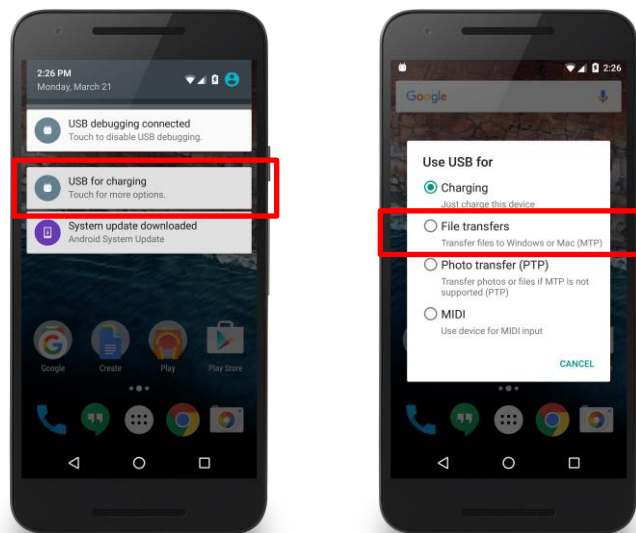 2:26 PM
Monday, March 21
USB debugging connected
Touch to disable USB debugging.
USB for charging
Touch for more options.
System update downloaded
Android System Update
Google
Create
Play
Play Store
2:26
Google
Use USB for
Charging
Just charge this device
File transfers
Transfer files to Windows or Mac (MTP)
Photo transfer (PTP)
Transfer photos or files if MTP is not
supported (PTP)
MIDI
Use device for MIDI input
CANCEL